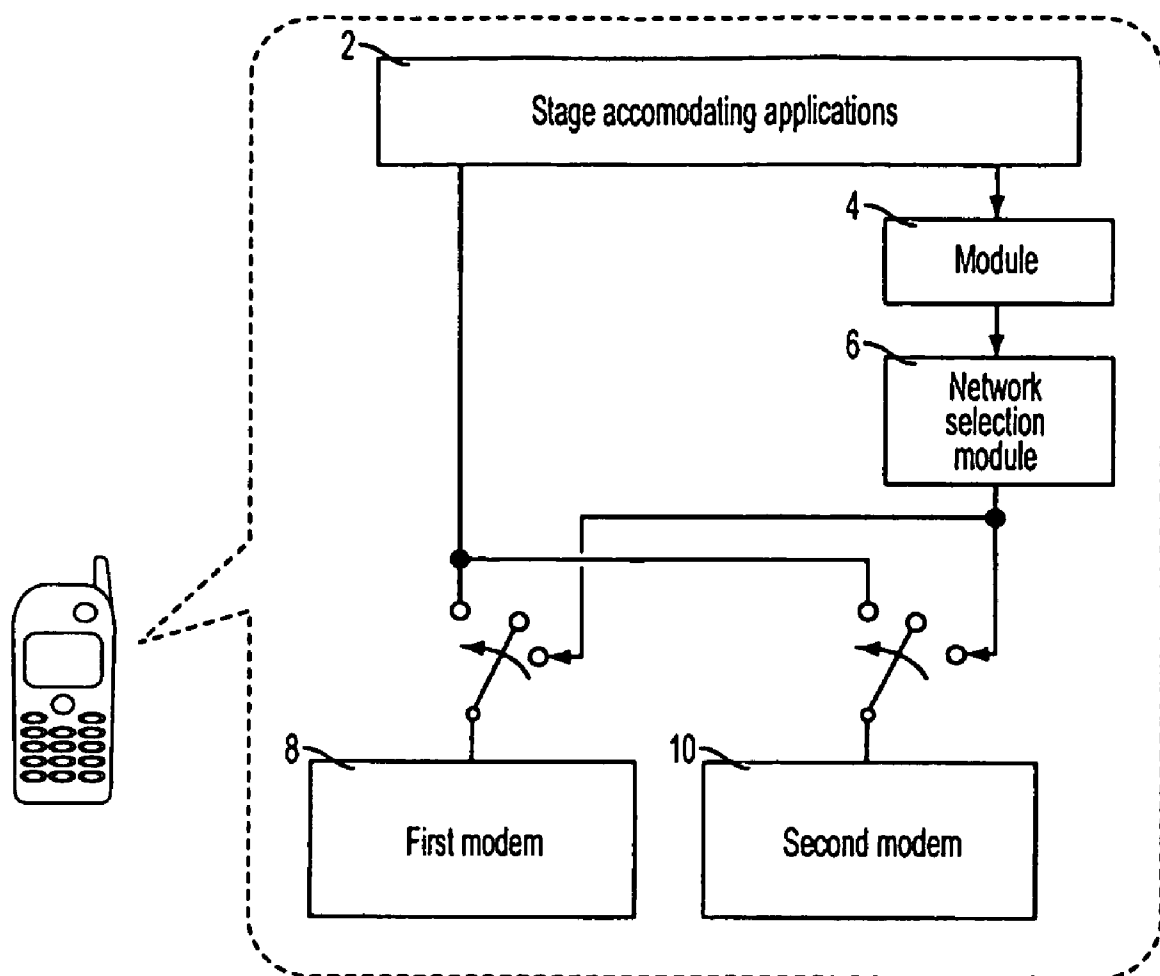 2
Stage accomodating applications
4
Module
6
Network
selection
module
8
First modem
10
Second modem